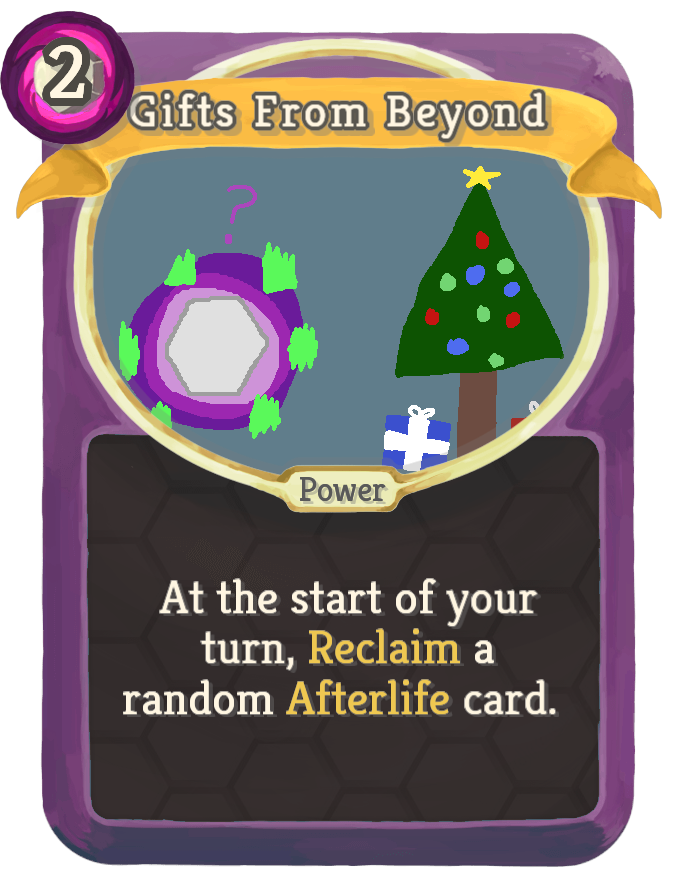 2
Gifts From Beyond
?
Power
At the start of your
turn, Reclaim a
random Afterlife card.